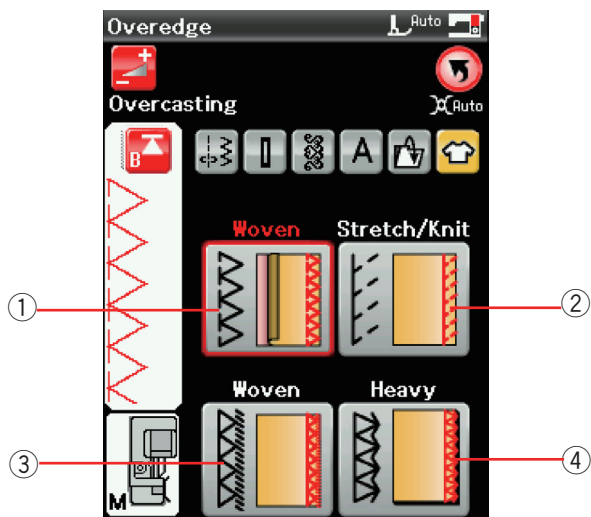 Overedge Auto
Overcasting Auto
B
A
Woven Stretch/Knit
① ②
Woven Heavy
③ ④
M